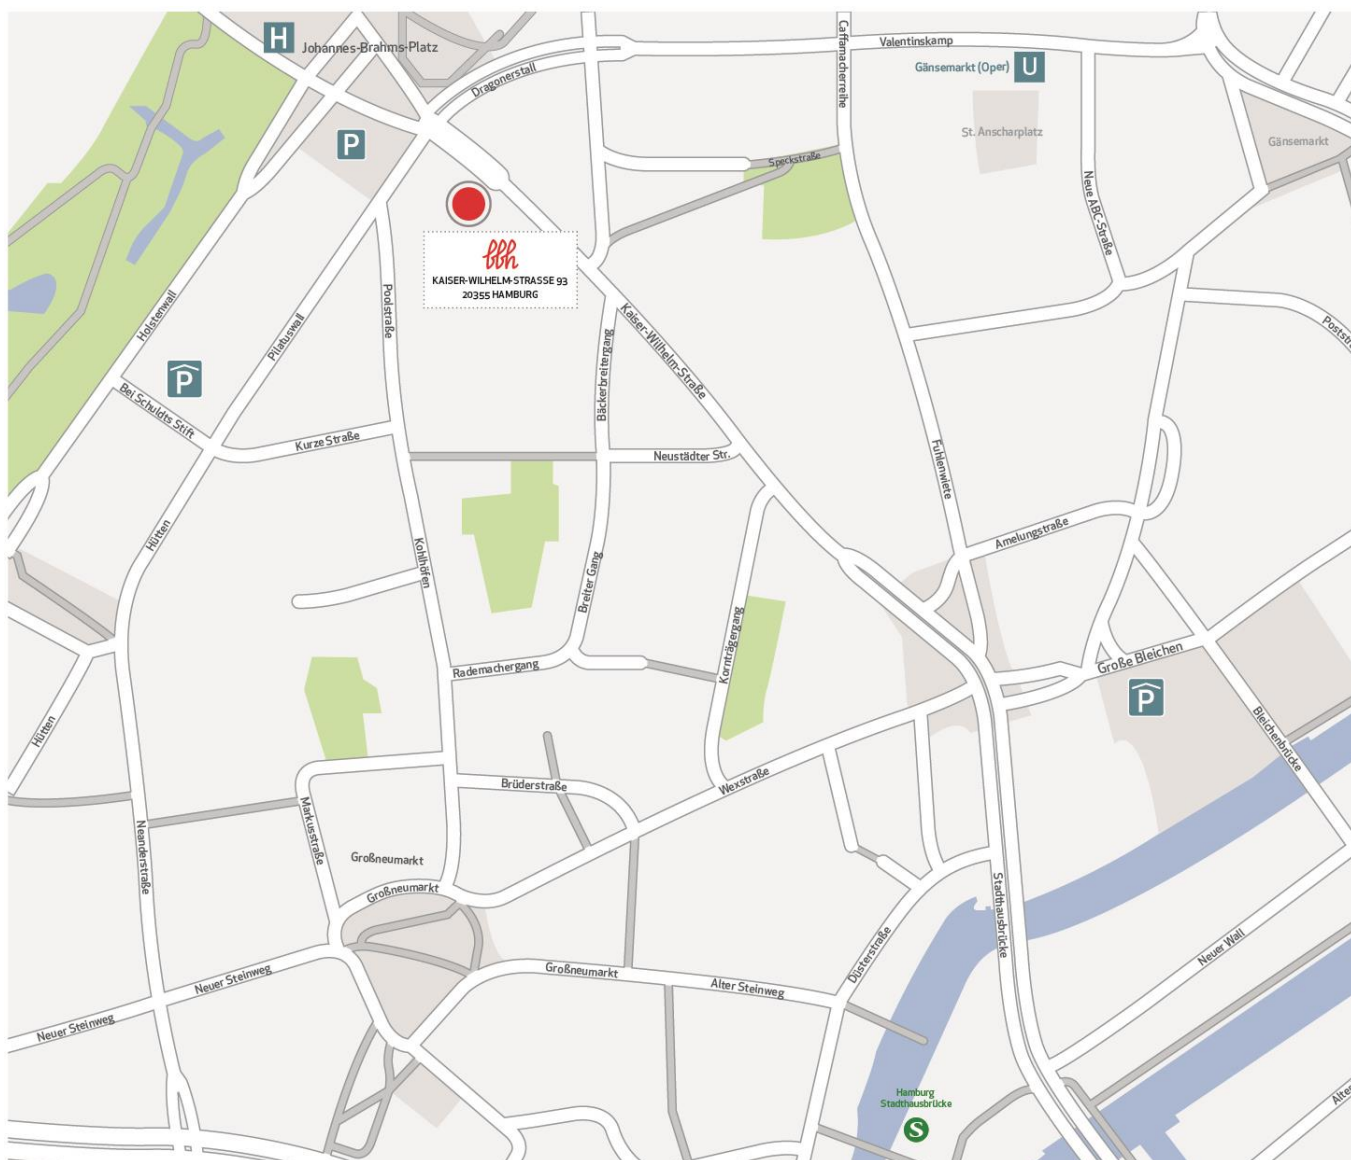 H
Johannes-Brahms-Platz
P
Dragonerstall
Caffamacherreihe
Valentinskamp
Gänsemarkt (Oper)
U
St. Anscharplatz
Gänsemarkt
Speckstraße
Neue ABC-Straße
bbh
KAISER-WILHELM-STRASSE 93
20355 HAMBURG
Holstenwall
Pilatuswall
Poolstraße
Bäckerbreitergang
Kaiser-Wilhelm-Straße
P
Bei Schuldts Stift
Kurze Straße
Neustädter Str.
Fuhlenwiete
Hütten
Kohlhöfen
Breiter Gang
Amelungstraße
Kornträgergang
Rademachergang
Große Bleichen
P
Bleichenbrücke
Hütten
Brüderstraße
Wexstraße
Markusstraße
Neanderstraße
Großneumarkt
Großneumarkt
Stadthausbrücke
Düsterstraße
Neuer Wall
Neuer Steinweg
Großneumarkt
Alter Steinweg
Neuer Steinweg
Hamburg
Stadthausbrücke
S